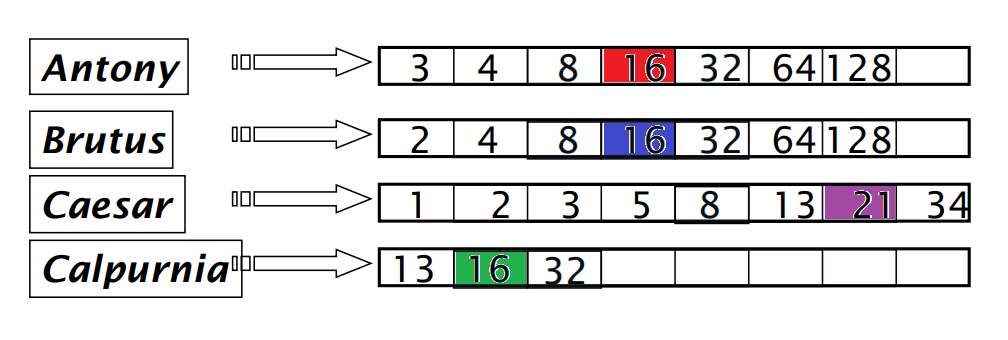 Antony 3 4 8 16 32 64 128
Brutus 2 4 8 16 32 64 128
Caesar 1 2 3 5 8 13 21 34
Calpurnia 13 16 32